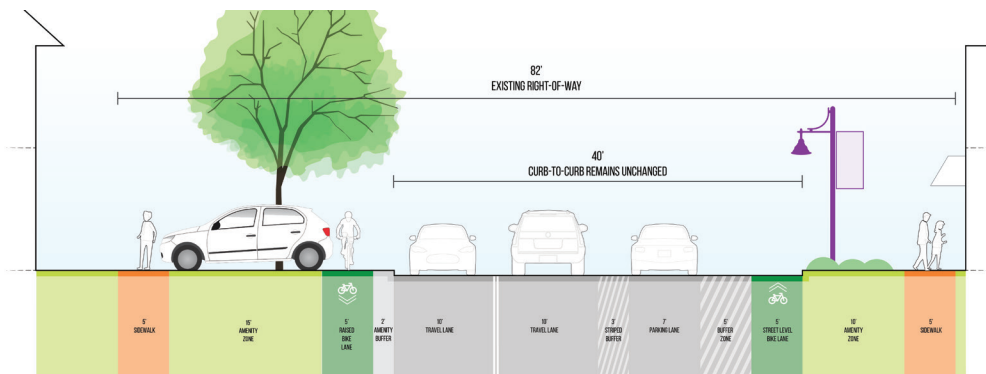 82'
EXISTING RIGHT-OF-WAY
40'
CURB-TO-CURB REMAINS UNCHANGED
5'
SIDEWALK
15'
AMENITY
ZONE
5'
RAISED
BIKE
LANE
2'
AMENITY
BUFFER
10'
TRAVEL LANE
10'
TRAVEL LANE
3'
STRIPED
BUFFER
7'
PARKING LANE
5'
BUFFER
ZONE
5'
STREET LEVEL
BIKE LANE
10'
AMENITY
ZONE
5'
SIDEWALK